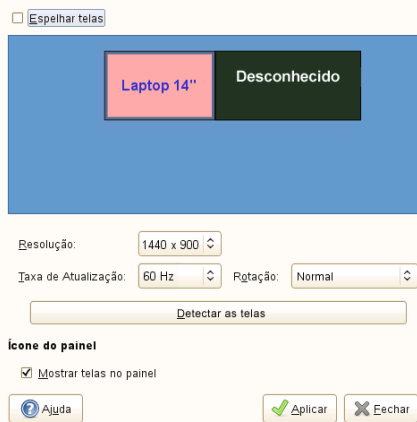 Espelhar telas
Laptop 14"
Desconhecido
Resolução: 1440 x 900
Taxa de Atualização: 60 Hz Rotação: Normal
Detectar as telas
Ícone do painel
Mostrar telas no painel
Ajuda Aplicar Fechar